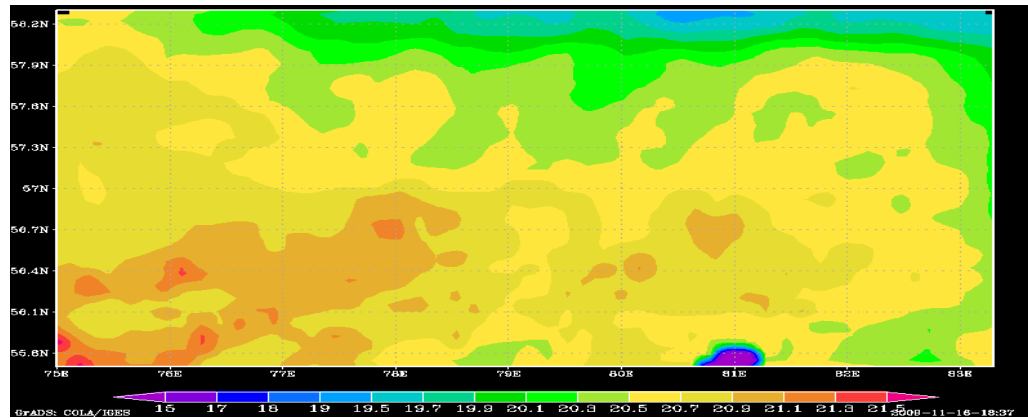 58.2N
57.9N
57.6N
57.3N
57N
56.7N
56.4N
56.1N
55.8N
75E 76E 77E 78E 79E 80E 81E 82E 83E
15 17 18 19 19.5 19.7 19.9 20.1 20.3 20.5 20.7 20.9 21.1 21.3 21.5
GrADS: COLA/IGES
2009-11-16-18:37